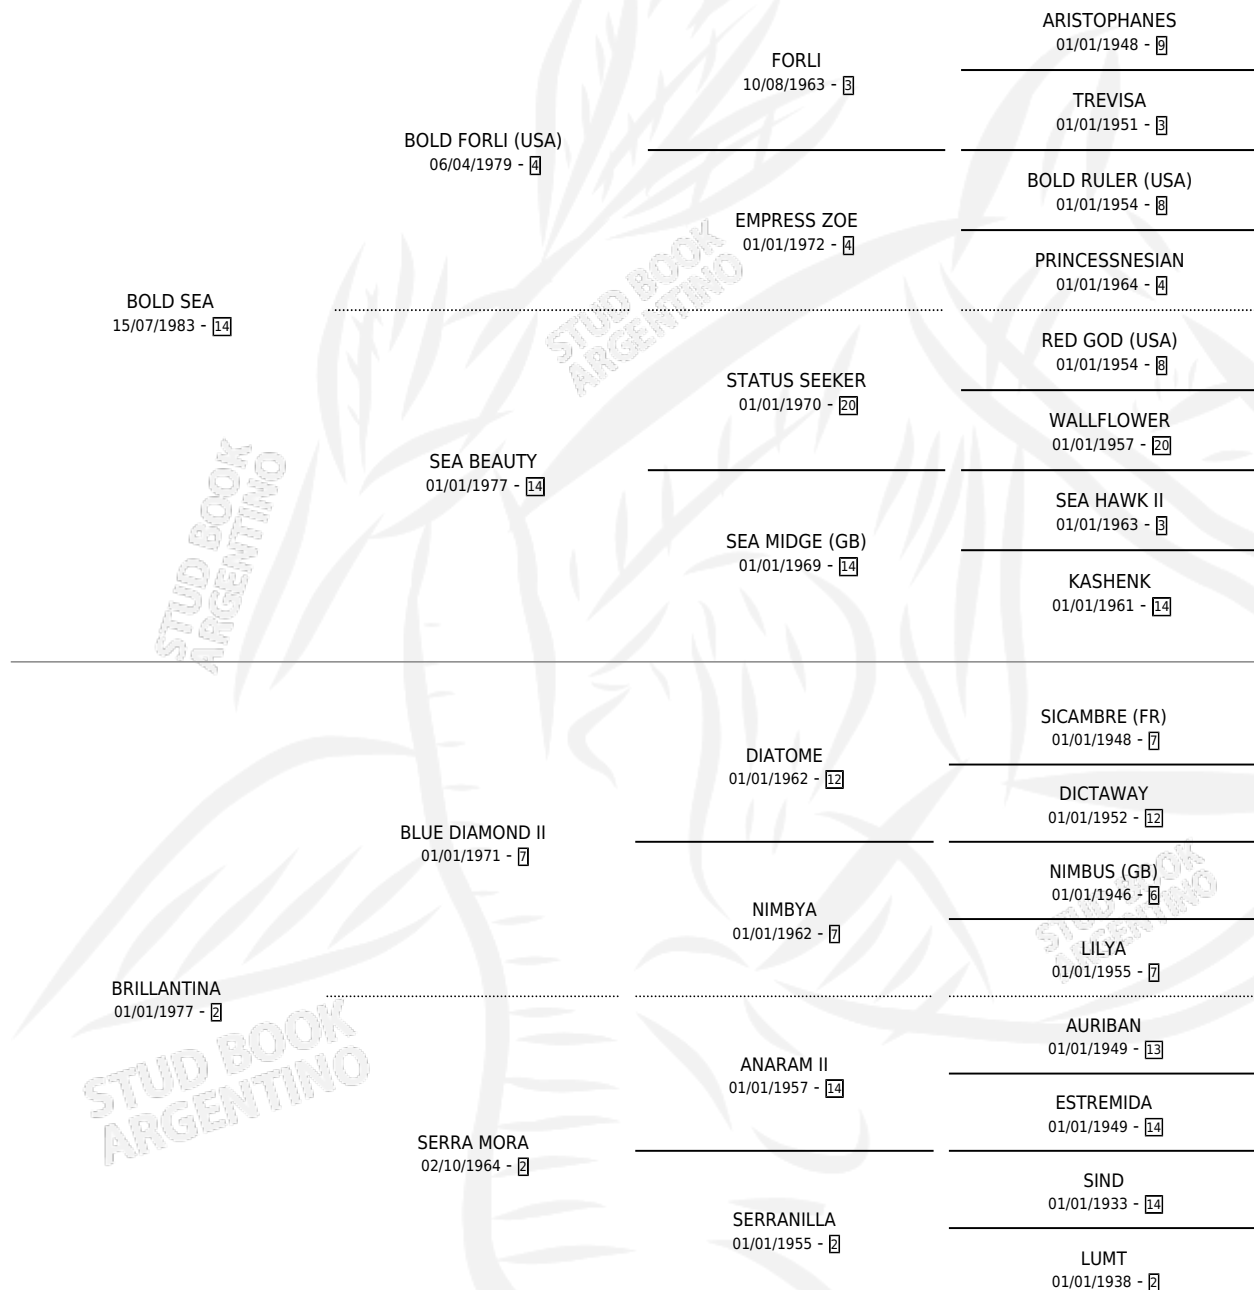 ARISTOPHANES
01/01/1948 - 9
FORLI
10/08/1963 - 3
TREVISA
01/01/1951 - 3
BOLD FORLI (USA)
06/04/1979 - 4
BOLD RULER (USA)
01/01/1954 - 8
EMPRESS ZOE
01/01/1972 - 4
PRINCESSNESIAN
01/01/1964 - 4
BOLD SEA
15/07/1983 - 14
RED GOD (USA)
01/01/1954 - 8
STATUS SEEKER
01/01/1970 - 20
WALLFLOWER
01/01/1957 - 20
SEA BEAUTY
01/01/1977 - 14
SEA HAWK II
01/01/1963 - 3
SEA MIDGE (GB)
01/01/1969 - 14
KASHENK
01/01/1961 - 14
SICAMBRE (FR)
01/01/1948 - 7
DIATOME
01/01/1962 - 12
DICTAWAY
01/01/1952 - 12
BLUE DIAMOND II
01/01/1971 - 7
NIMBUS (GB)
01/01/1946 - 6
NIMBYA
01/01/1962 - 7
LILYA
01/01/1955 - 7
BRILLANTINA
01/01/1977 - 2
AURIBAN
01/01/1949 - 13
ANARAM II
01/01/1957 - 14
ESTREMIDA
01/01/1949 - 14
SERRA MORA
02/10/1964 - 2
SIND
01/01/1933 - 14
SERRANILLA
01/01/1955 - 2
LUMT
01/01/1938 - 2
STUD BOOK
ARGENTINO
STUD BOOK
ARGENTINO
STUD BOOK
ARGENTINO
STUD BOOK
ARGENTINO